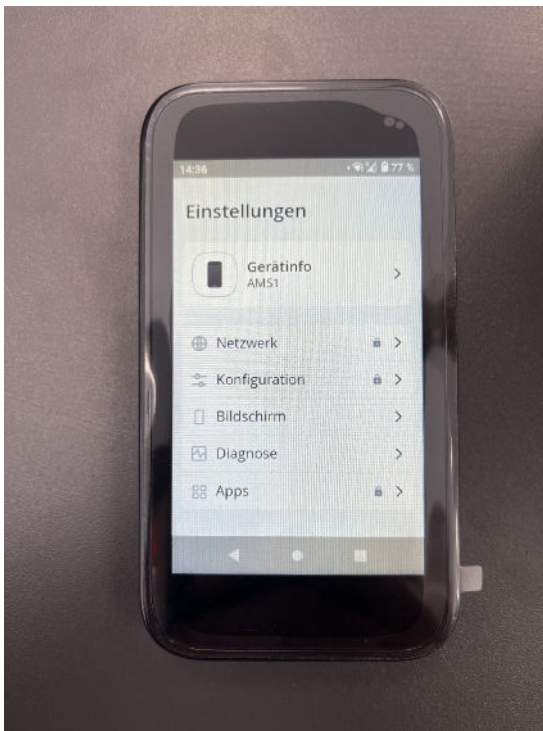 14:36
77 %
Einstellungen
Gerätinfo
AMS1
Netzwerk
Konfiguration
Bildschirm
Diagnose
Apps